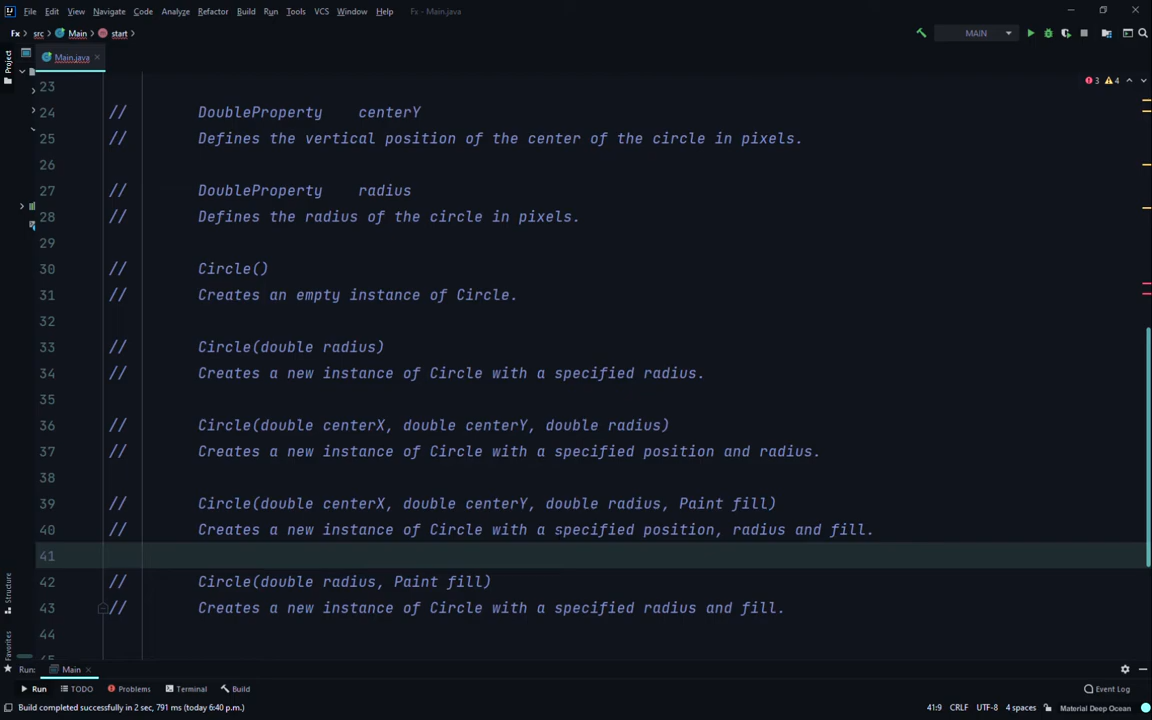 File Edit View Navigate Code Analyze Refactor Build Run Tools VCS Window Help Fx - Main.java
Fx src Main start MAIN
Project Main.java
3 4
23
24 // DoubleProperty centerY
25 // Defines the vertical position of the center of the circle in pixels.
26
27 // DoubleProperty radius
28 // Defines the radius of the circle in pixels.
29
30 // Circle()
31 // Creates an empty instance of Circle.
32
33 // Circle(double radius)
34 // Creates a new instance of Circle with a specified radius.
35
36 // Circle(double centerX, double centerY, double radius)
37 // Creates a new instance of Circle with a specified position and radius.
38
39 // Circle(double centerX, double centerY, double radius, Paint fill)
40 // Creates a new instance of Circle with a specified position, radius and fill.
41
42 // Circle(double radius, Paint fill)
43 // Creates a new instance of Circle with a specified radius and fill.
44
45
Structure
Favorites
Run: Main
Run TODO Problems Terminal Build Event Log
Build completed successfully in 2 sec, 791 ms (today 6:40 p.m.) 41:9 CRLF UTF-8 4 spaces Material Deep Ocean